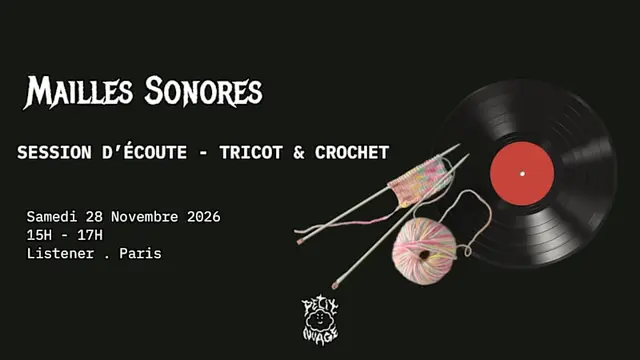 Mailles Sonores
SESSION D'ÉCOUTE - TRICOT & CROCHET
Samedi 28 Novembre 2026
15H - 17H
Listener . Paris
PETIT
NUAGE